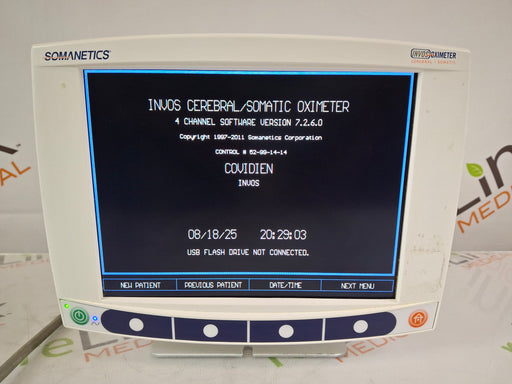 SOMANETICS
INVOS OXIMETER
CEREBRAL / SOMATIC
INVOS CEREBRAL/SOMATIC OXIMETER
4 CHANNEL SOFTWARE VERSION 7.2.6.0
Copyright 1997-2011 Somanetics Corporation
CONTROL # 52-99-14-14
COVIDIEN
INVOS
08/18/25 20:29:03
USB FLASH DRIVE NOT CONNECTED.
NEW PATIENT PREVIOUS PATIENT DATE/TIME NEXT MENU